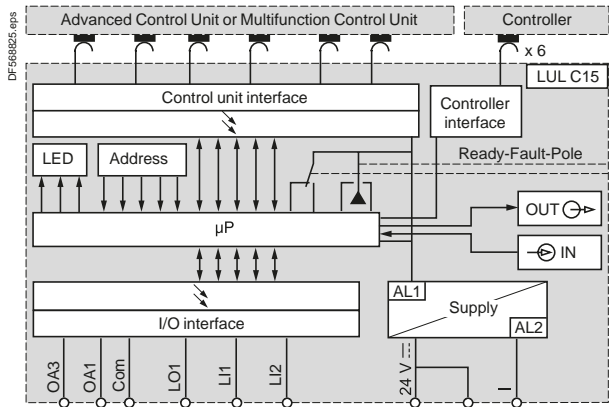 DF568825.eps
Advanced Control Unit or Multifunction Control Unit
Controller
x 6
LUL C15
Control unit interface
Controller
interface
LED
Address
Ready-Fault-Pole
µP
OUT
IN
AL1
Supply
AL2
I/O interface
OA3
OA1
Com
LO1
LI1
LI2
24 V
I